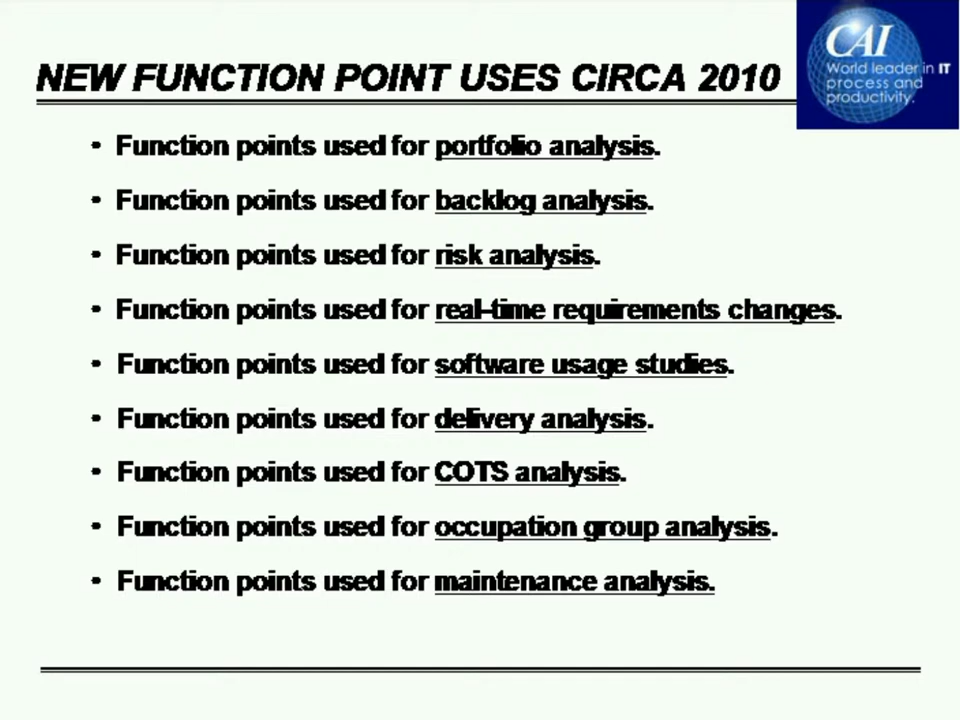 NEW FUNCTION POINT USES CIRCA 2010
CAI
World leader in IT
process and
productivity.
• Function points used for portfolio analysis.
• Function points used for backlog analysis.
• Function points used for risk analysis.
• Function points used for real-time requirements changes.
• Function points used for software usage studies.
• Function points used for delivery analysis.
• Function points used for COTS analysis.
• Function points used for occupation group analysis.
• Function points used for maintenance analysis.